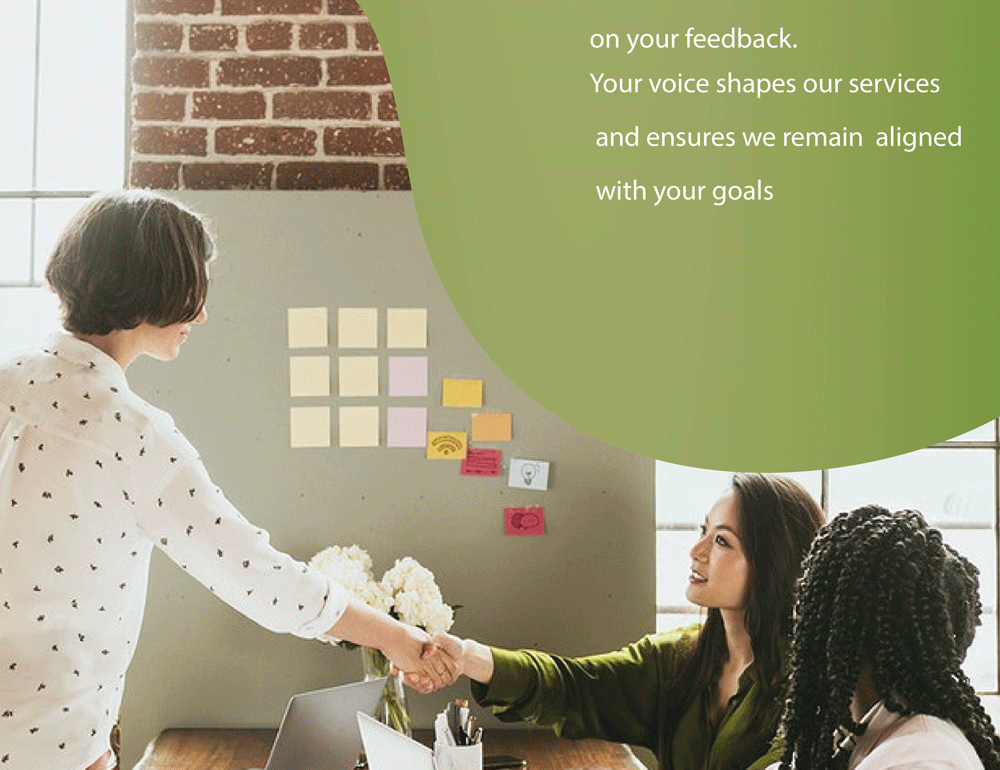 on your feedback.
Your voice shapes our services
and ensures we remain  aligned
with your goals